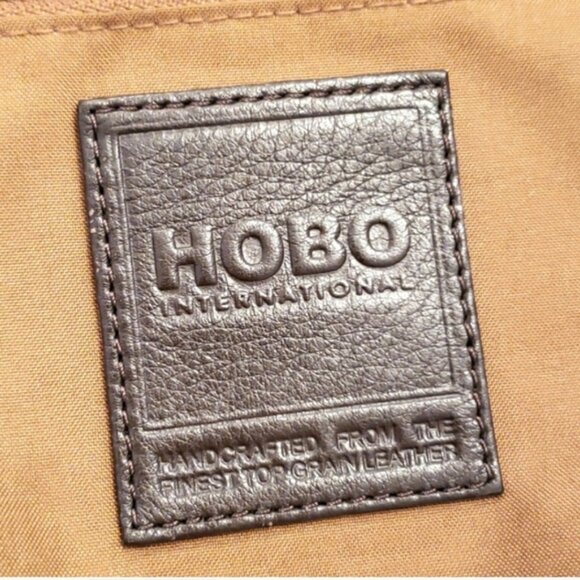 HOBO
INTERNATIONAL
HANDCRAFTED FROM THE
FINEST TOP-GRAIN LEATHER